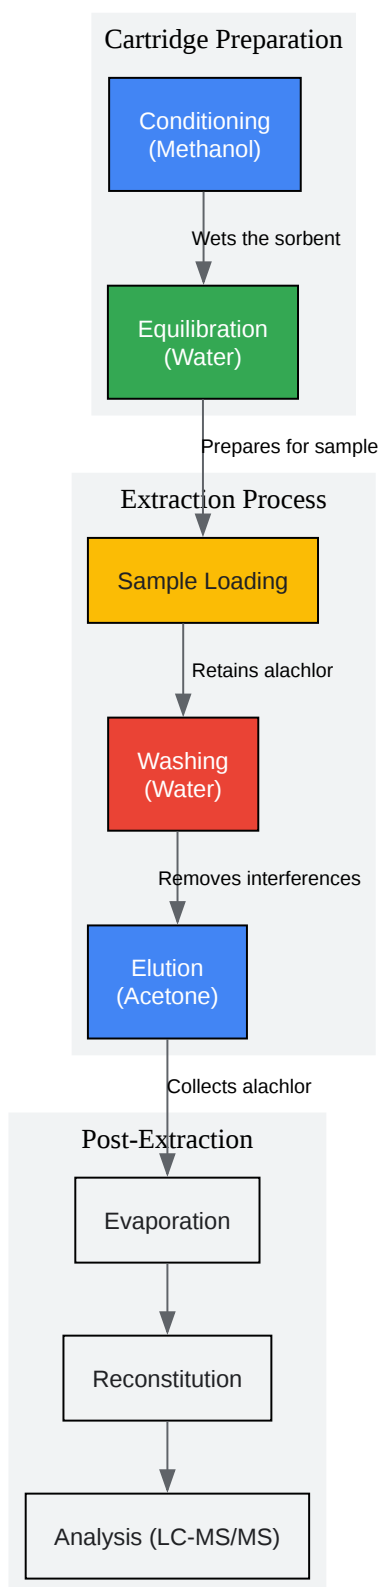 Cartridge Preparation
Conditioning
(Methanol)
Wets the sorbent
Equilibration
(Water)
Prepares for sample
Extraction Process
Sample Loading
Retains alachlor
Washing
(Water)
Removes interferences
Elution
(Acetone)
Collects alachlor
Post-Extraction
Evaporation
Reconstitution
Analysis (LC-MS/MS)